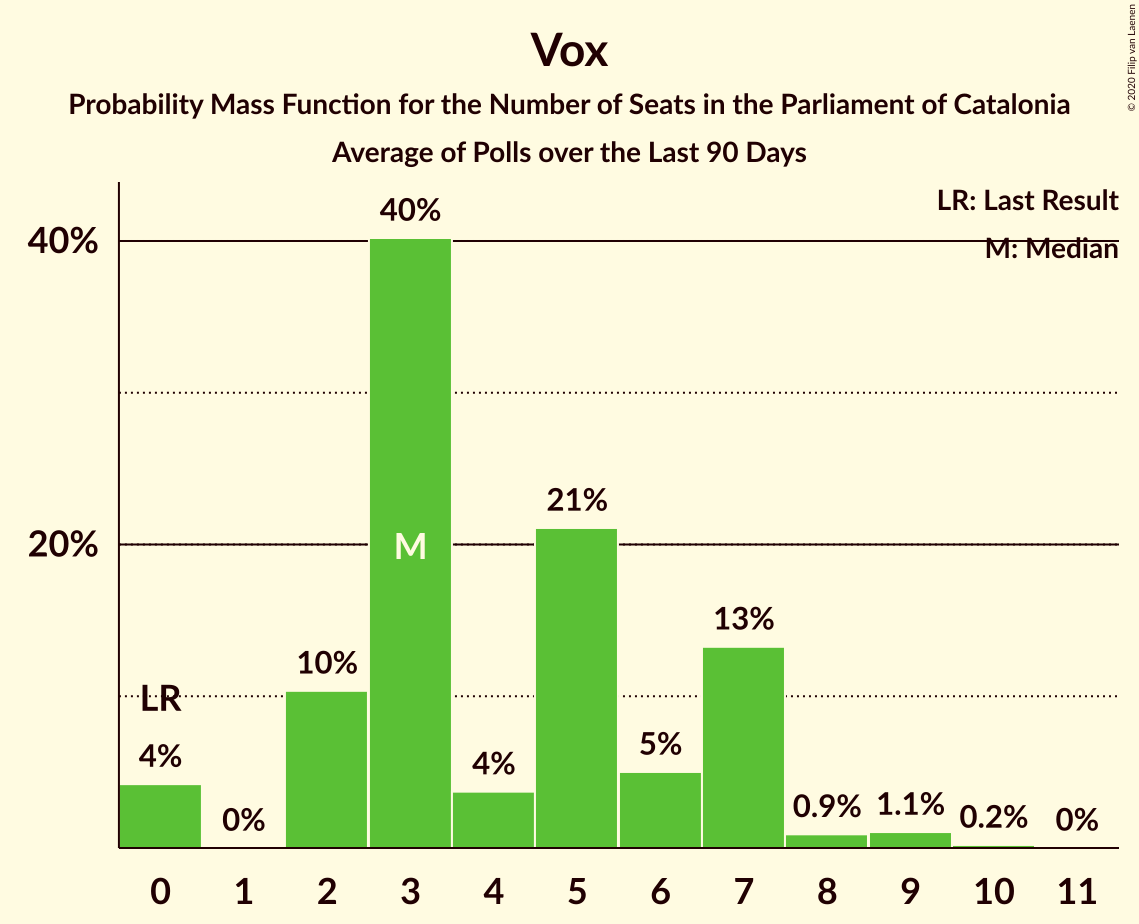 Vox
Probability Mass Function for the Number of Seats in the Parliament of Catalonia
Average of Polls over the Last 90 Days
© 2020 Filip van Laenen
LR: Last Result
M: Median
40%
20%
LR
4%
0%
10%
40%
M
4%
21%
5%
13%
0.9%
1.1%
0.2%
0%
0 1 2 3 4 5 6 7 8 9 10 11